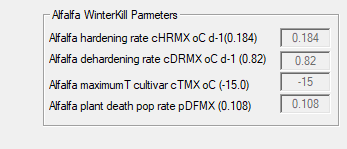 Alfalfa WinterKill Parmeters
Alfalfa hardening rate cHRMX oC d-1(0.184) 0.184
Alfalfa dehardening rate cDRMX oC d-1 (0.82) 0.82
Alfalfa maximumT cultivar cTMX oC (-15.0) -15
Alfalfa plant death pop rate pDFMX (0.108) 0.108